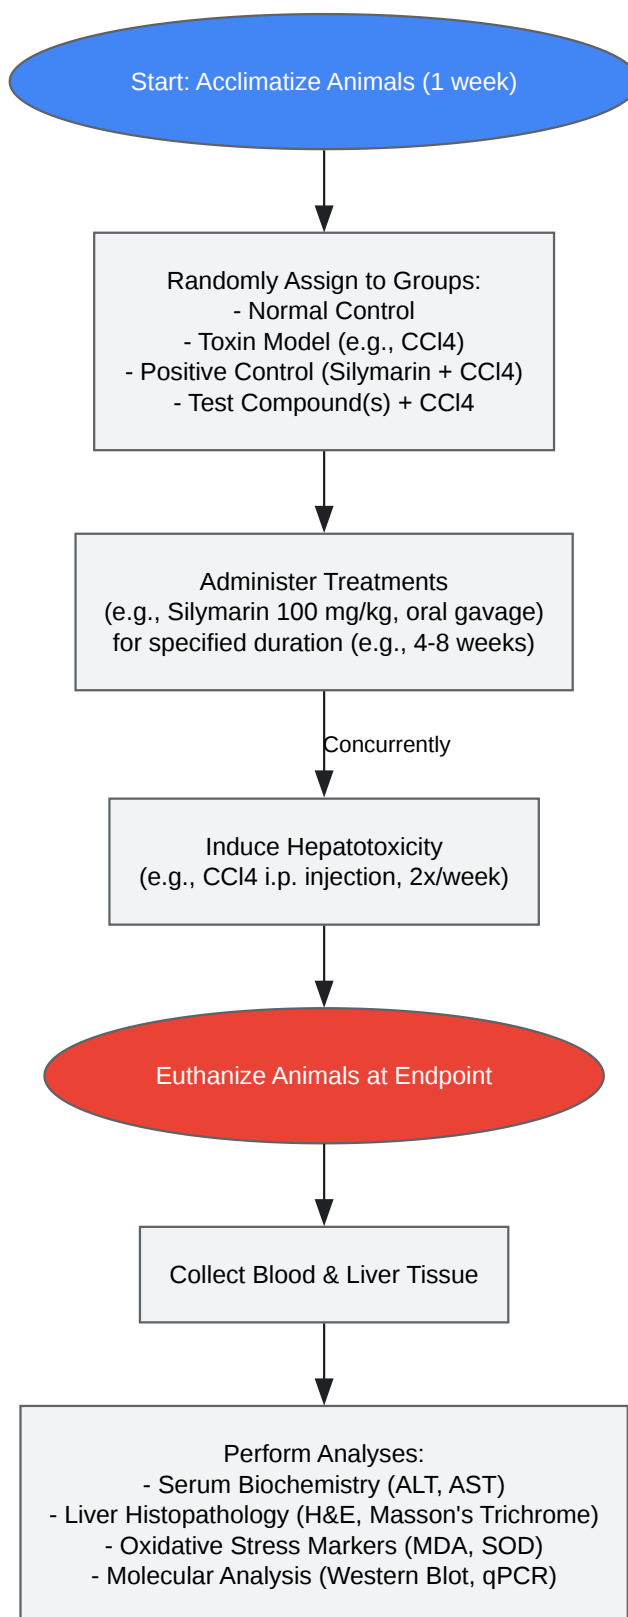 Start: Acclimatize Animals (1 week)
Randomly Assign to Groups:
- Normal Control
- Toxin Model (e.g., CCl4)
- Positive Control (Silymarin + CCl4)
- Test Compound(s) + CCl4
Administer Treatments
(e.g., Silymarin 100 mg/kg, oral gavage)
for specified duration (e.g., 4-8 weeks)
Concurrently
Induce Hepatotoxicity
(e.g., CCl4 i.p. injection, 2x/week)
Euthanize Animals at Endpoint
Collect Blood & Liver Tissue
Perform Analyses:
- Serum Biochemistry (ALT, AST)
- Liver Histopathology (H&E, Masson's Trichrome)
- Oxidative Stress Markers (MDA, SOD)
- Molecular Analysis (Western Blot, qPCR)